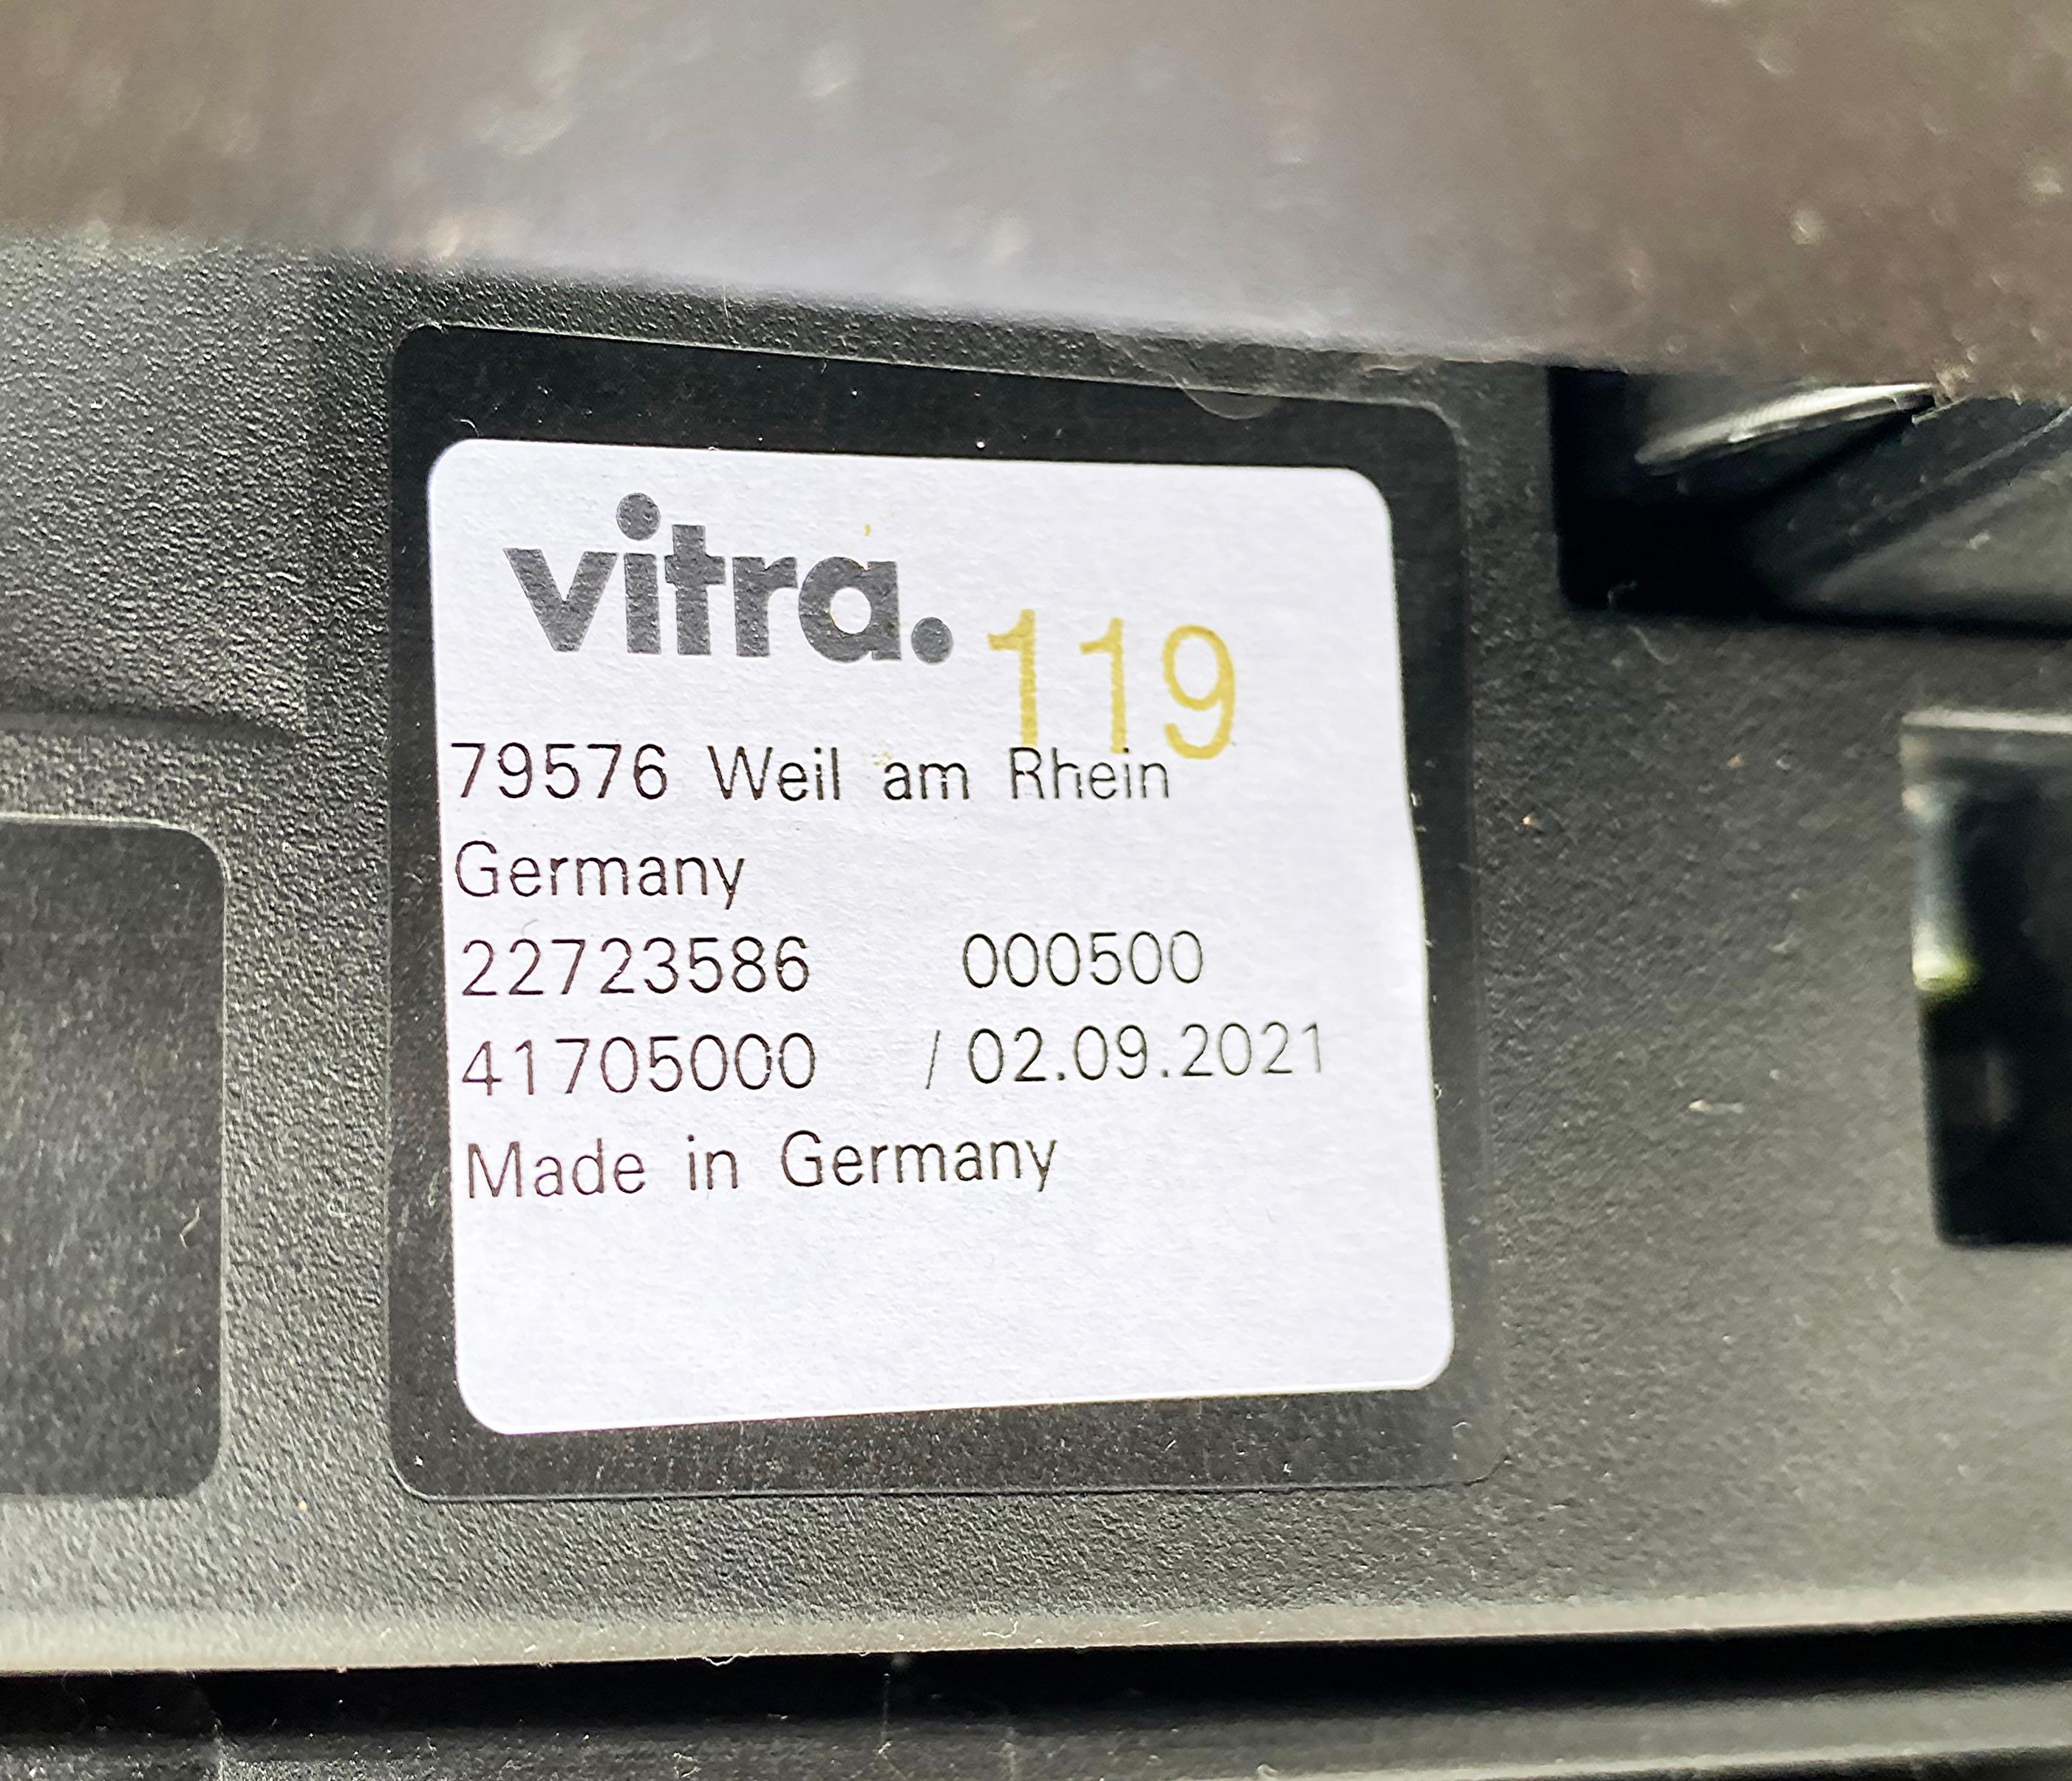 vitra. 119
79576 Weil am Rhein
Germany
22723586 000500
41705000 / 02.09.2021
Made in Germany